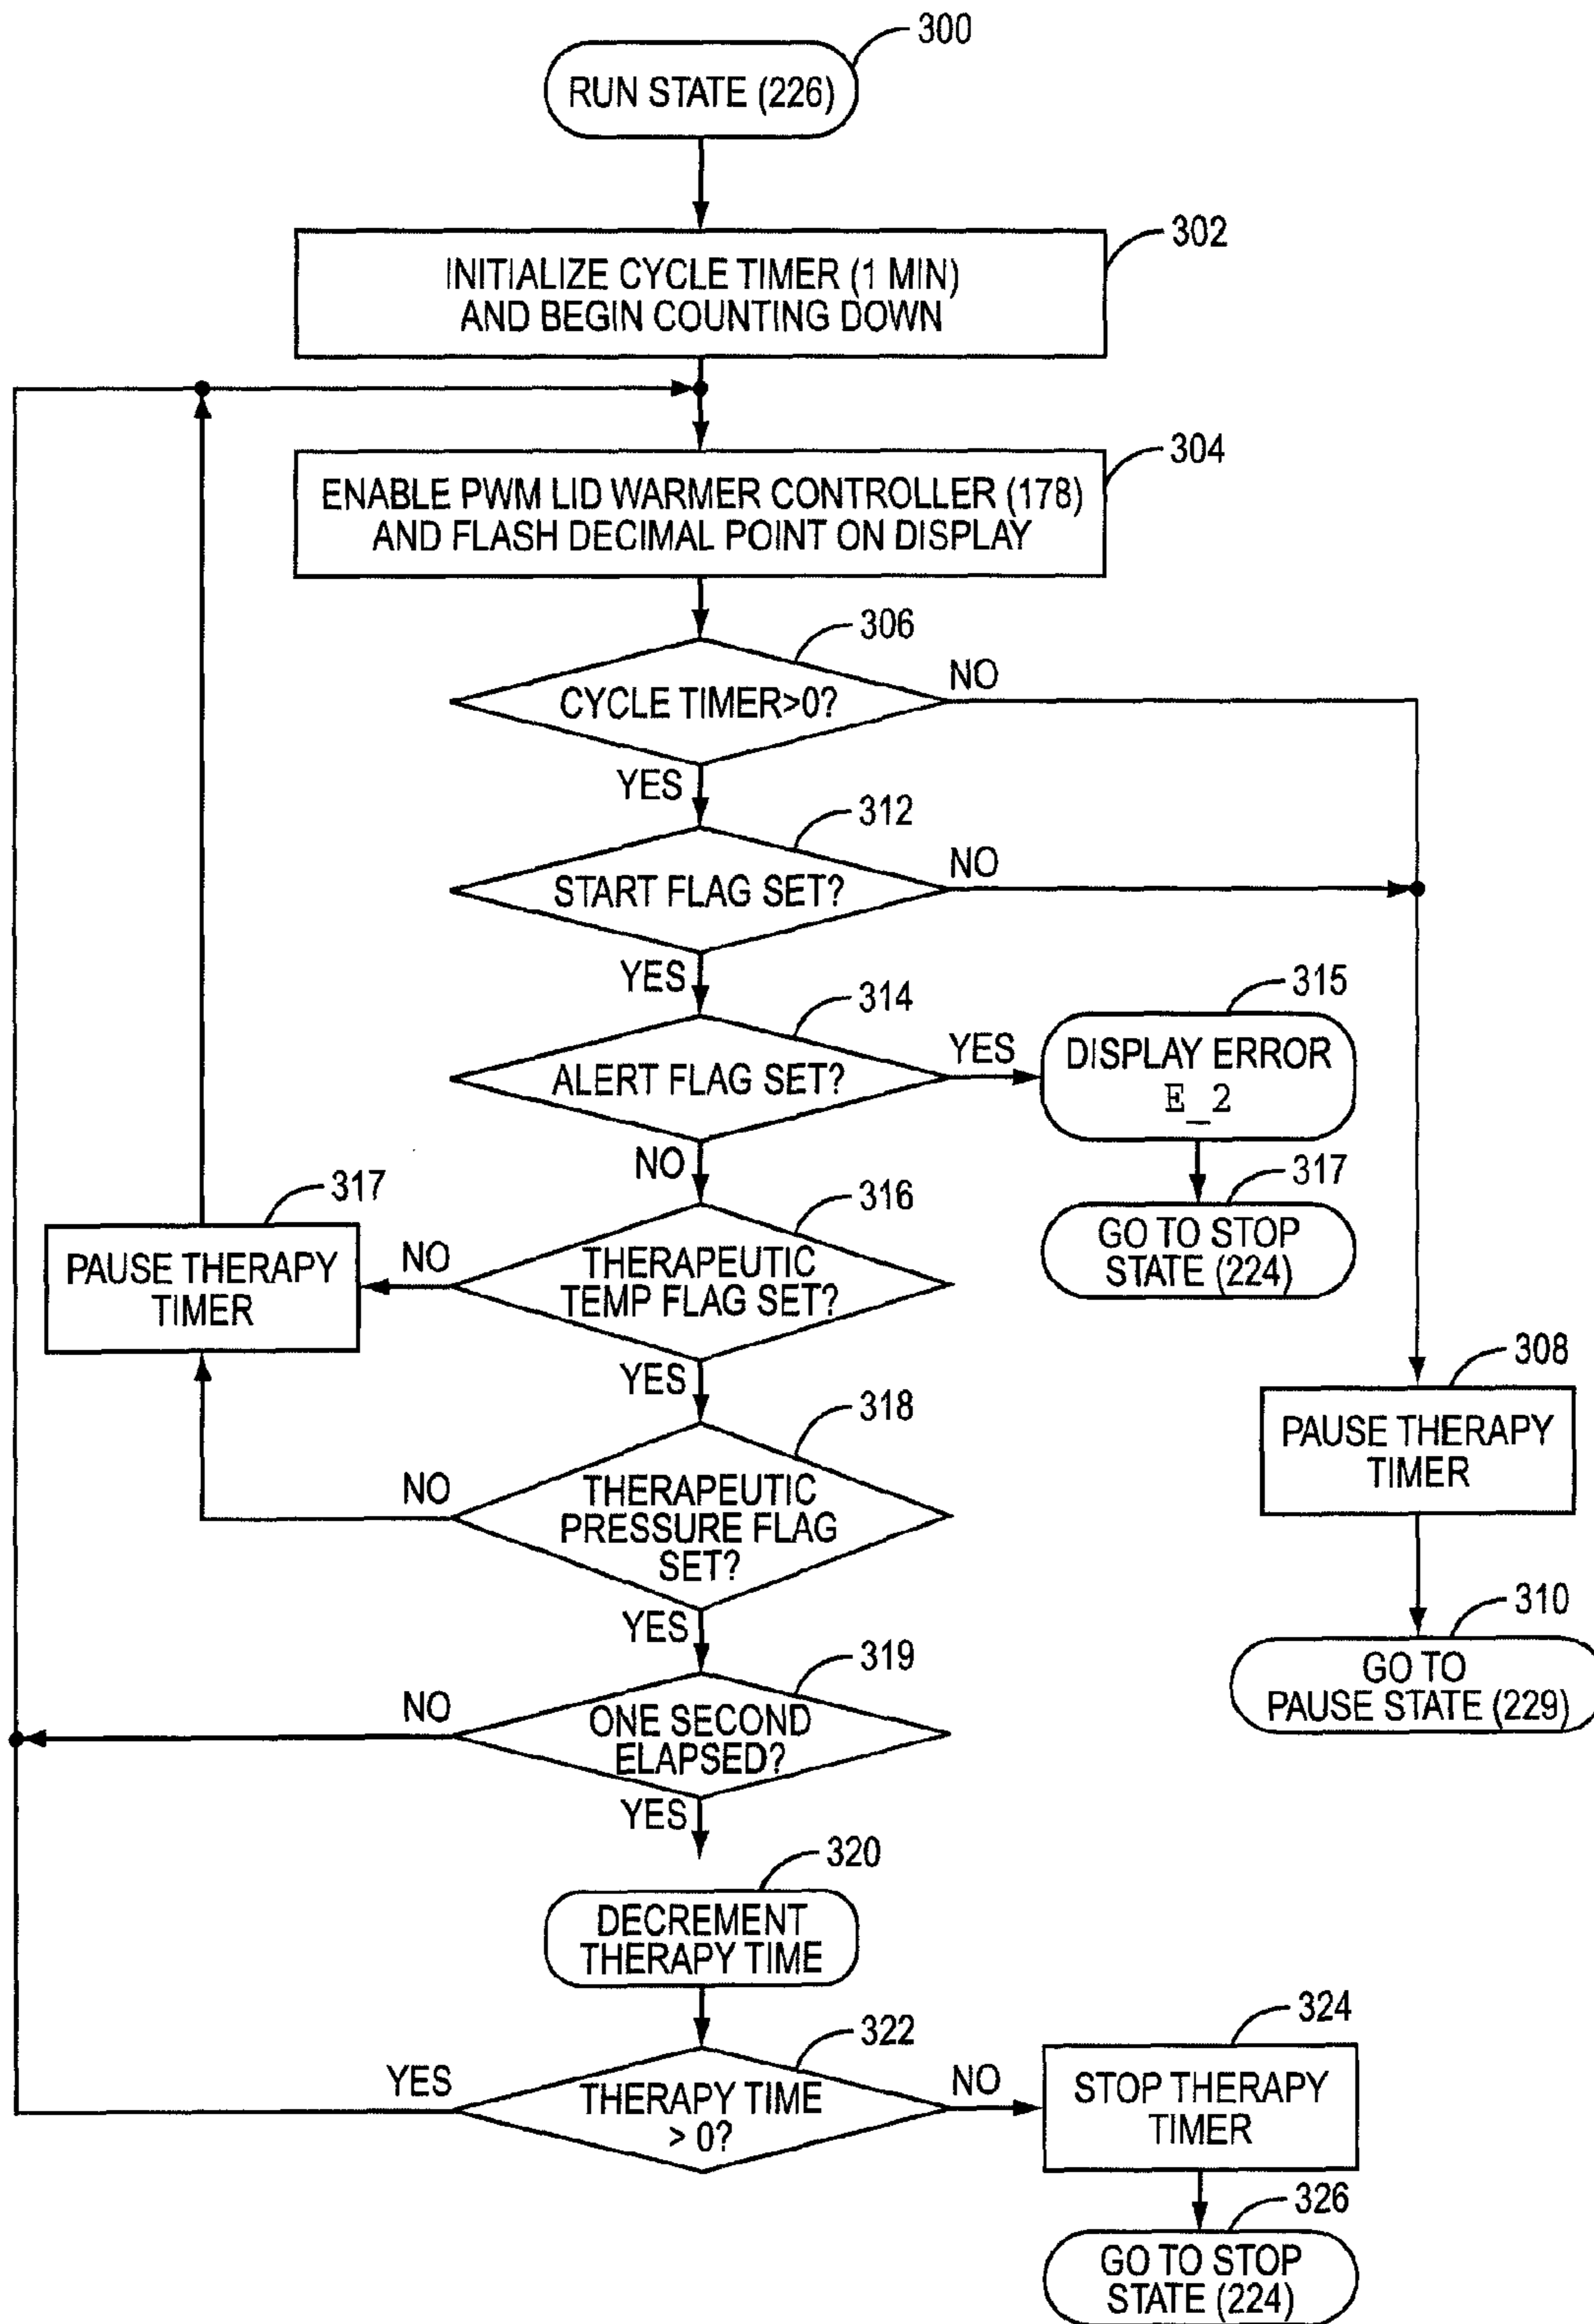 300
RUN STATE (226)
302
INITIALIZE CYCLE TIMER (1 MIN)
AND BEGIN COUNTING DOWN
304
ENABLE PWM LID WARMER CONTROLLER (178)
AND FLASH DECIMAL POINT ON DISPLAY
306
CYCLE TIMER>0?
NO
YES
312
START FLAG SET?
NO
YES
314
ALERT FLAG SET?
YES
315
DISPLAY ERROR
E_2
317
GO TO STOP
STATE (224)
NO
316
THERAPEUTIC
TEMP FLAG SET?
NO
317
PAUSE THERAPY
TIMER
YES
318
THERAPEUTIC
PRESSURE FLAG
SET?
NO
308
PAUSE THERAPY
TIMER
310
GO TO
PAUSE STATE (229)
YES
319
ONE SECOND
ELAPSED?
NO
YES
320
DECREMENT
THERAPY TIME
322
THERAPY TIME
> 0?
YES
NO
324
STOP THERAPY
TIMER
326
GO TO STOP
STATE (224)